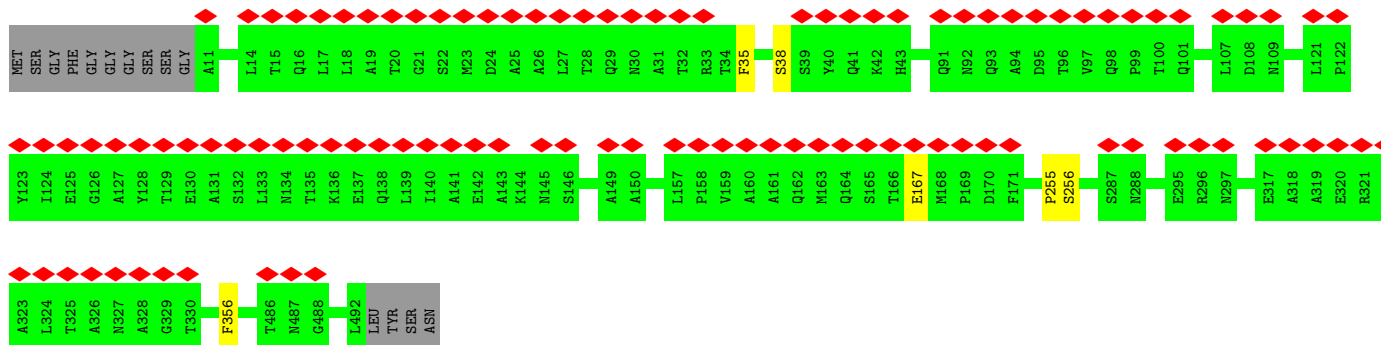 MET SER GLY PHE GLY GLY GLY SER SER GLY A11 L14 T15 Q16 L17 L18 A19 T20 G21 S22 M23 D24 A25 A26 L27 T28 Q29 N30 A31 T32 R33 T34 F35 S38 S39 Y40 Q41 K42 H43 Q91 N92 Q93 A94 D95 T96 V97 Q98 P99 T100 Q101 L107 D108 N109 L121 P122
Y123 I124 E125 G126 A127 Y128 T129 E130 A131 S132 L133 N134 T135 K136 E137 Q138 L139 I140 A141 E142 A143 K144 N145 S146 A149 A150 L157 P158 V159 A160 A161 Q162 M163 Q164 S165 T166 E167 M168 P169 D170 F171 P255 S256 S287 N288 E295 R296 N297 E317 A318 A319 E320 R321
A323 L324 T325 A326 N327 A328 G329 T330 F356 T486 N487 G488 L492 LEU TYR SER ASN